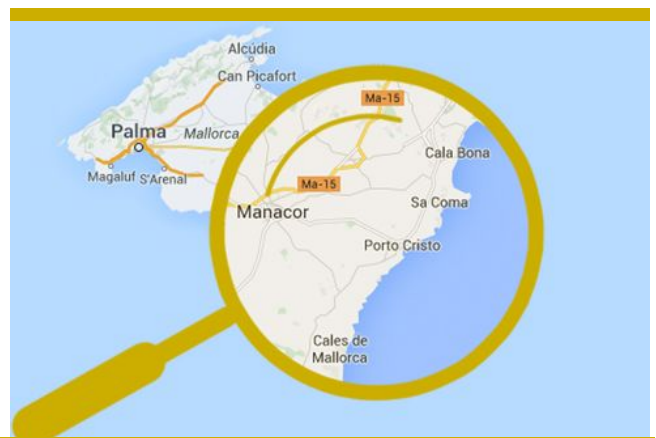 Alcúdia
Can Picafort
Ma-15
Palma
Mallorca
Cala Bona
Magaluf
S'Arenal
Ma-15
Manacor
Sa Coma
Porto Cristo
Cales de
Mallorca